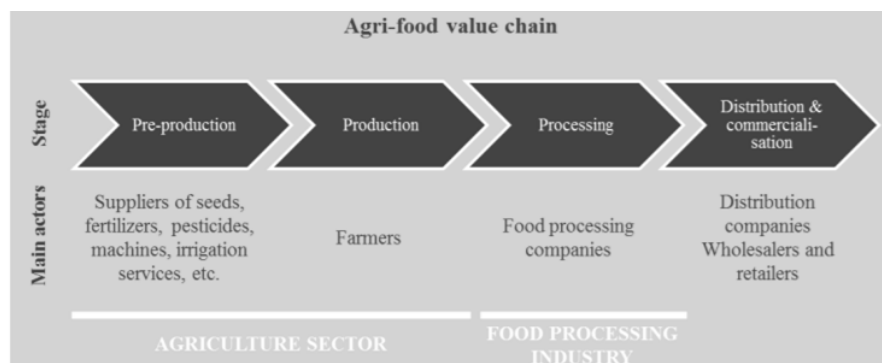 Agri-food value chain
Stage
Pre-production
Production
Processing
Distribution &
commerciali-
sation
Main actors
Suppliers of seeds,
fertilizers, pesticides,
machines, irrigation
services, etc.
Farmers
Food processing
companies
Distribution
companies
Wholesalers and
retailers
AGRICULTURE SECTOR
FOOD PROCESSING
INDUSTRY